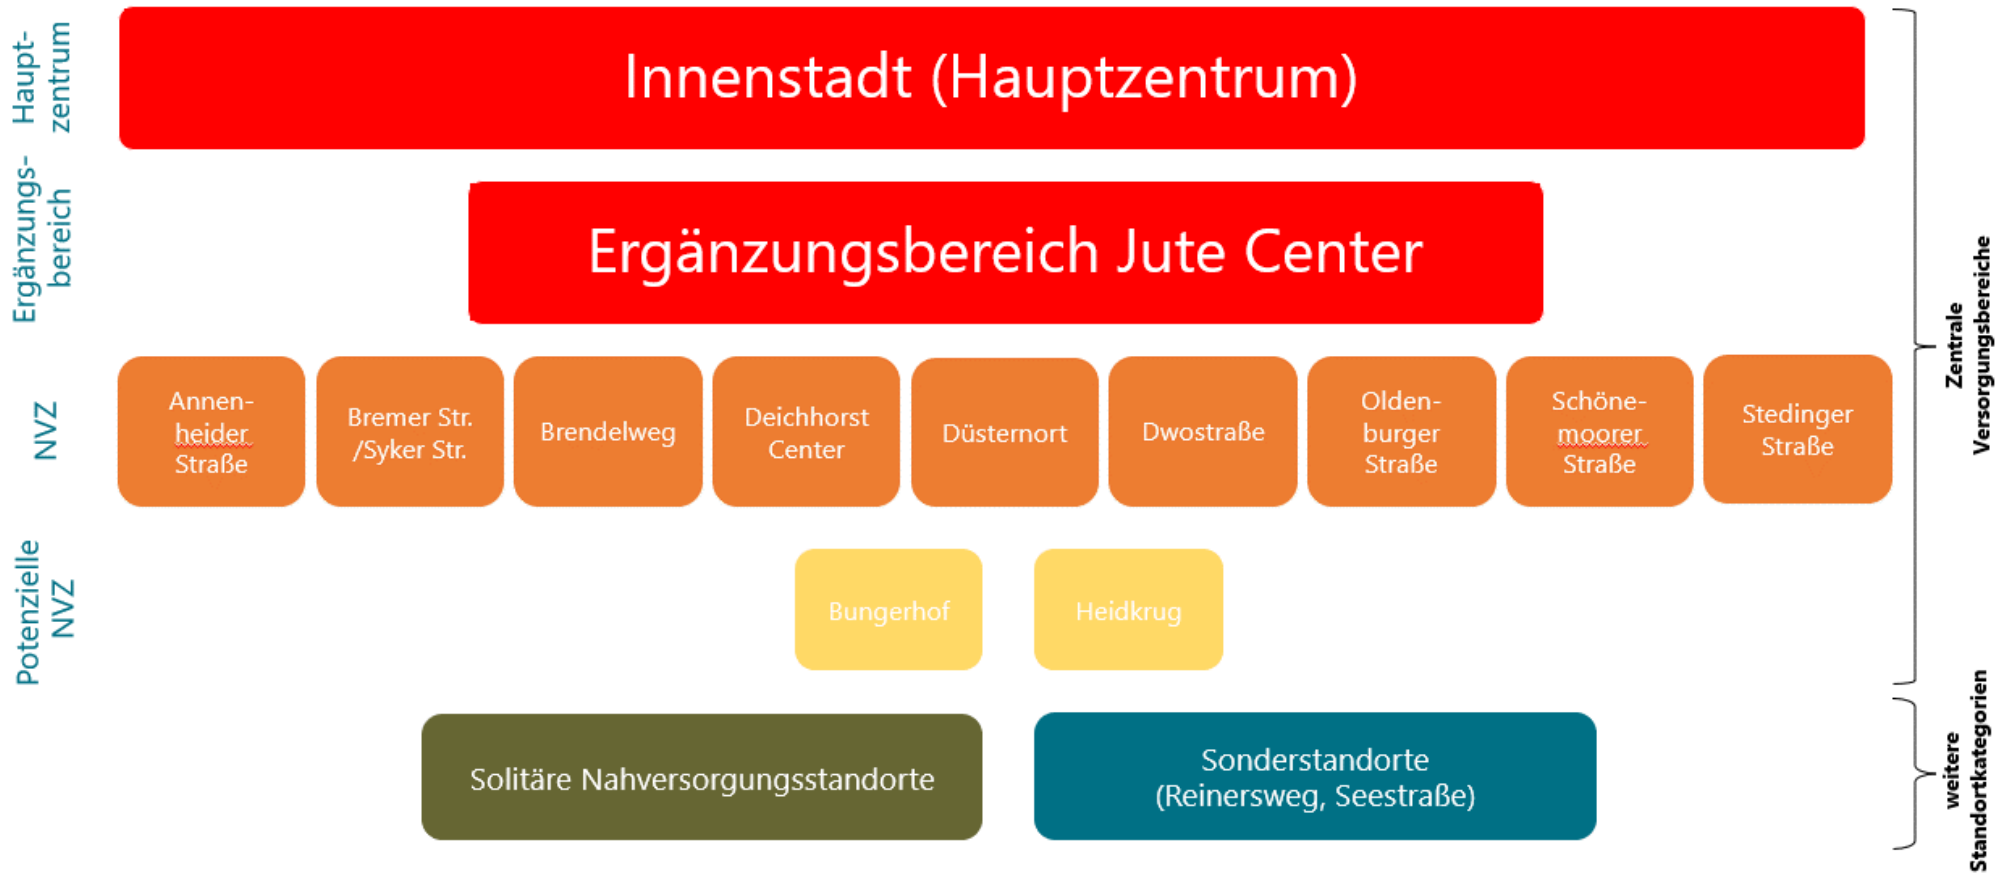 Haupt-
zentrum
Innenstadt (Hauptzentrum)
Ergänzungs-
bereich
Ergänzungsbereich Jute Center
NVZ
Annen-
heider
Straße
Bremer Str.
/Syker Str.
Brendelweg
Deichhorst
Center
Düsternort
Dwostraße
Olden-
burger
Straße
Schöne-
moorer
Straße
Stedinger
Straße
Potenzielle
NVZ
Bungerhof
Heidkrug
Zentrale
Versorgungsbereiche
Solitäre Nahversorgungsstandorte
Sonderstandorte
(Reinersweg, Seestraße)
weitere
Standortkategorien